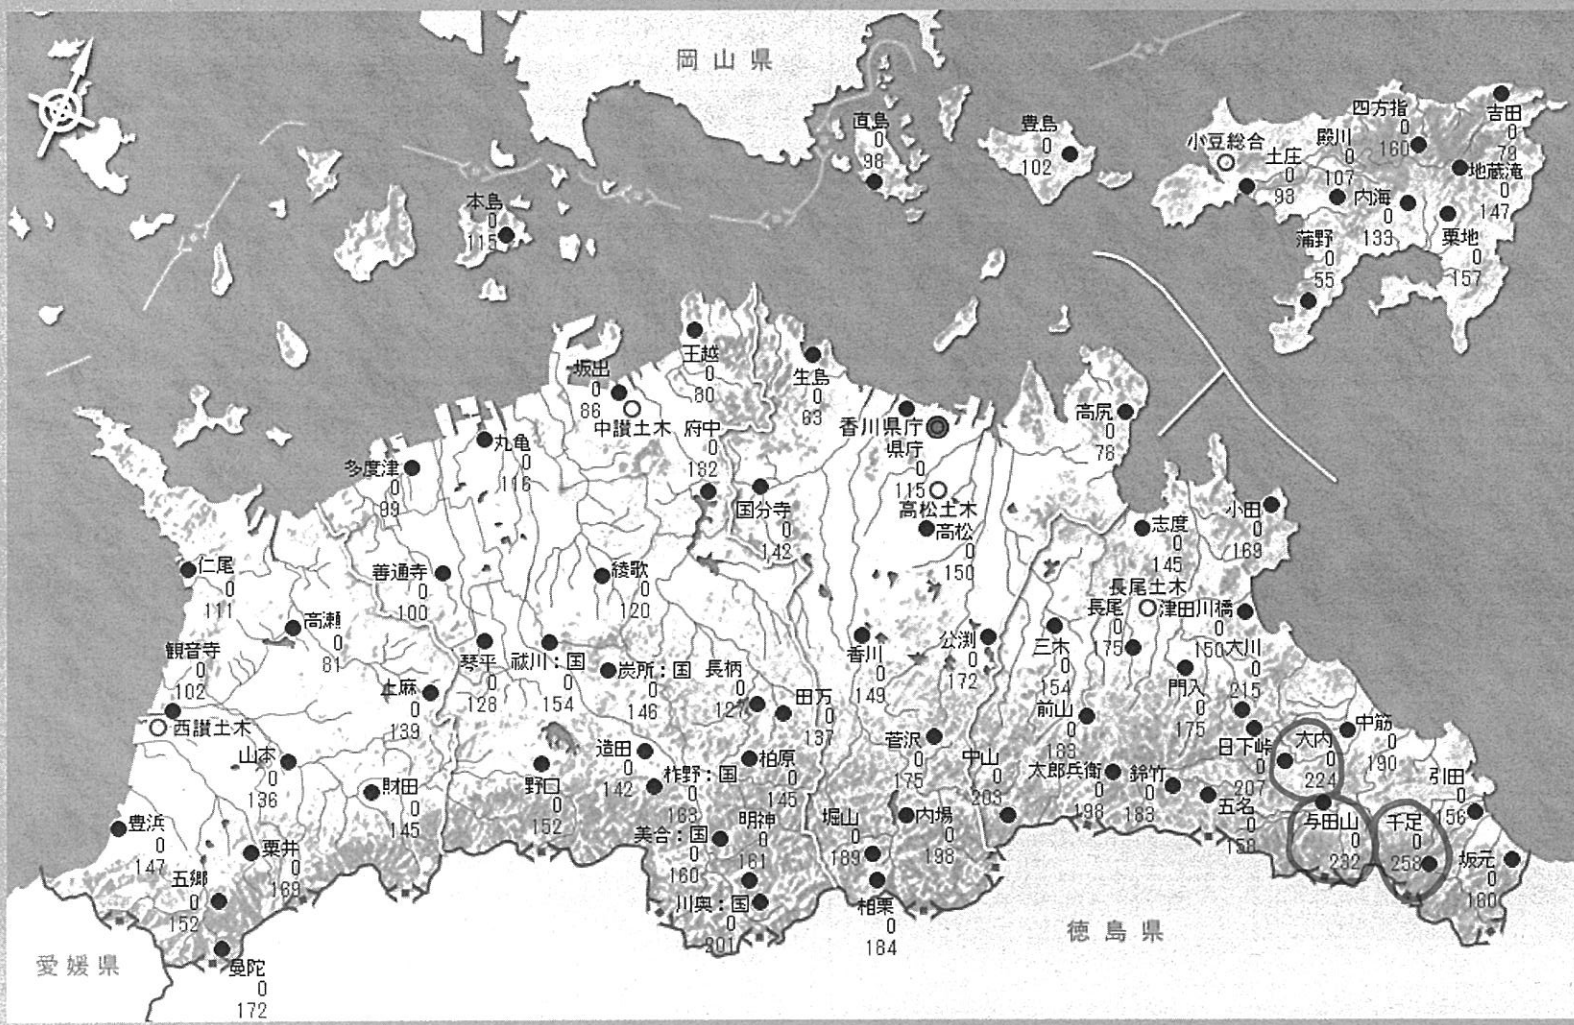 岡山県
直島
0
98
豊島
0
102
小豆総合
土庄
0
93
殿川
0
107
四方指
0
160
吉田
0
79
地蔵滝
0
147
内海
0
133
粟地
0
157
蒲野
0
55
本島
0
115
王越
0
80
生島
0
63
坂出
0
86
中讃土木
府中
0
182
香川県庁
県庁
0
115
高松土木
高松
0
150
高尻
0
78
丸亀
0
116
多度津
0
99
国分寺
0
142
志度
0
145
小田
0
169
仁尾
0
111
善通寺
0
100
綾歌
0
120
長尾土木
長尾
0
175
津田川橋
0
150
高瀬
0
81
観音寺
0
102
西讃土木
琴平
0
128
祓川：国
0
154
炭所：国
0
146
長柄
0
127
香川
0
149
公渕
0
172
三木
0
154
門入
0
175
大川
0
215
上麻
0
139
田万
0
137
前山
0
183
山本
0
136
財田
0
145
野口
0
152
造田
0
142
柞野：国
0
163
柏原
0
145
菅沢
0
175
中山
0
203
太郎兵衛
0
198
鈴竹
0
183
日下峠
0
207
大内
0
224
中筋
0
190
引田
0
156
豊浜
0
147
粟井
0
169
五郷
0
152
美合：国
0
160
明神
0
161
堀山
0
189
内場
0
198
五名
0
158
与田山
0
232
千足
0
258
坂元
0
180
川奥：国
0
201
相栗
0
184
曼陀
0
172
愛媛県
徳島県